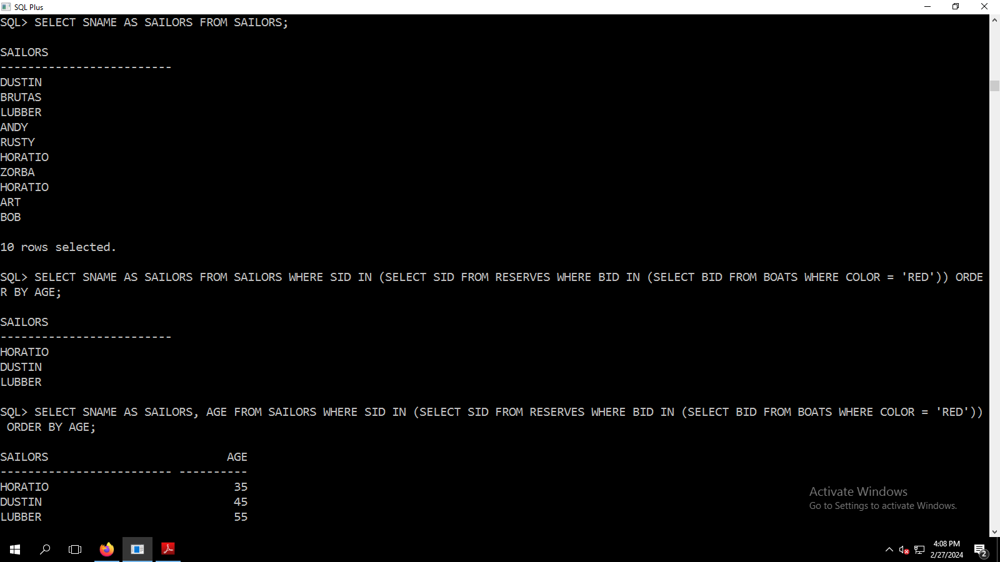 SQL Plus
SQL> SELECT SNAME AS SAILORS FROM SAILORS;
SAILORS
-------------------------
DUSTIN
BRUTAS
LUBBER
ANDY
RUSTY
HORATIO
ZORBA
HORATIO
ART
BOB
10 rows selected.
SQL> SELECT SNAME AS SAILORS FROM SAILORS WHERE SID IN (SELECT SID FROM RESERVES WHERE BID IN (SELECT BID FROM BOATS WHERE COLOR = 'RED')) ORDE
R BY AGE;
SAILORS
-------------------------
HORATIO
DUSTIN
LUBBER
SQL> SELECT SNAME AS SAILORS, AGE FROM SAILORS WHERE SID IN (SELECT SID FROM RESERVES WHERE BID IN (SELECT BID FROM BOATS WHERE COLOR = 'RED'))
 ORDER BY AGE;
SAILORS                          AGE
------------------------- ----------
HORATIO                           35
DUSTIN                            45
LUBBER                            55
Activate Windows
Go to Settings to activate Windows.
4:08 PM
2/27/2024
2